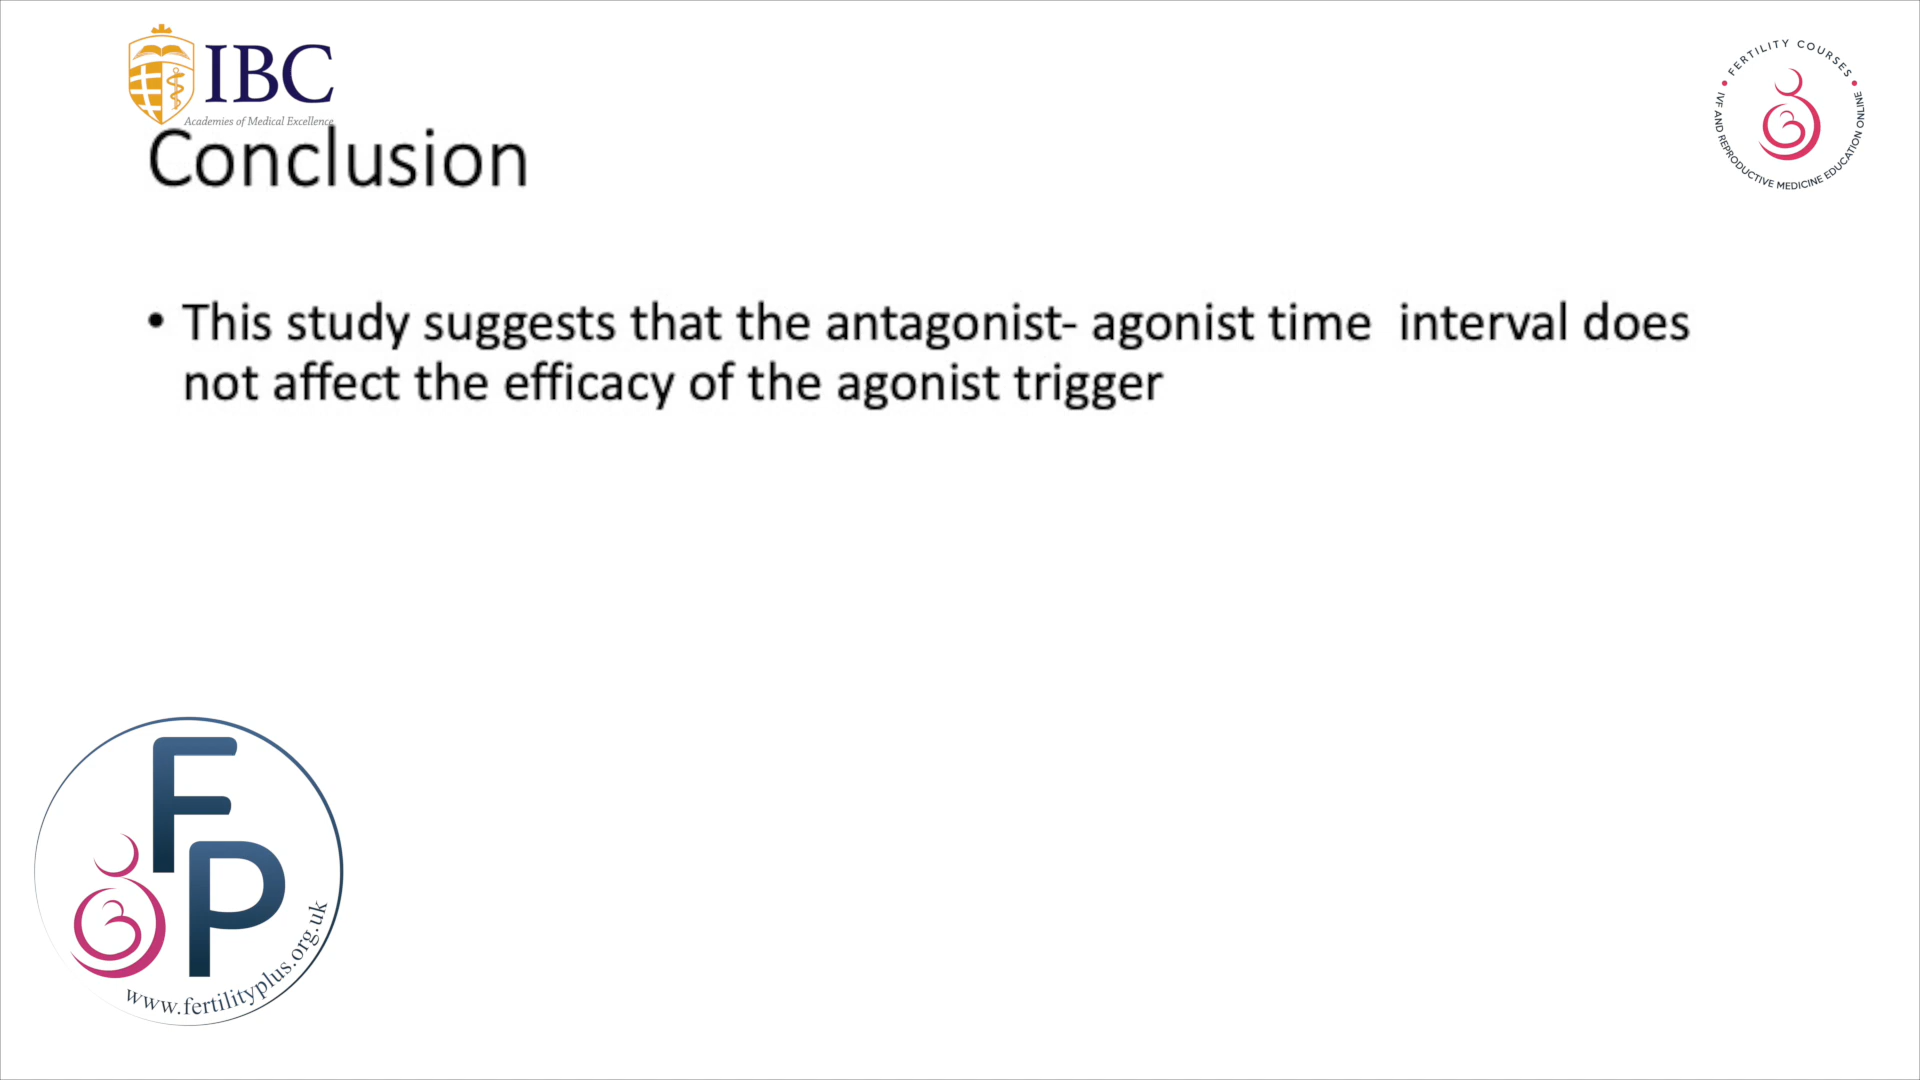 IBC
Academies of Medical Excellence
FERTILITY COURSES
IVF AND REPRODUCTIVE MEDICINE EDUCATION ONLINE
Conclusion
• This study suggests that the antagonist- agonist time  interval does
not affect the efficacy of the agonist trigger
FP
www.fertilityplus.org.uk